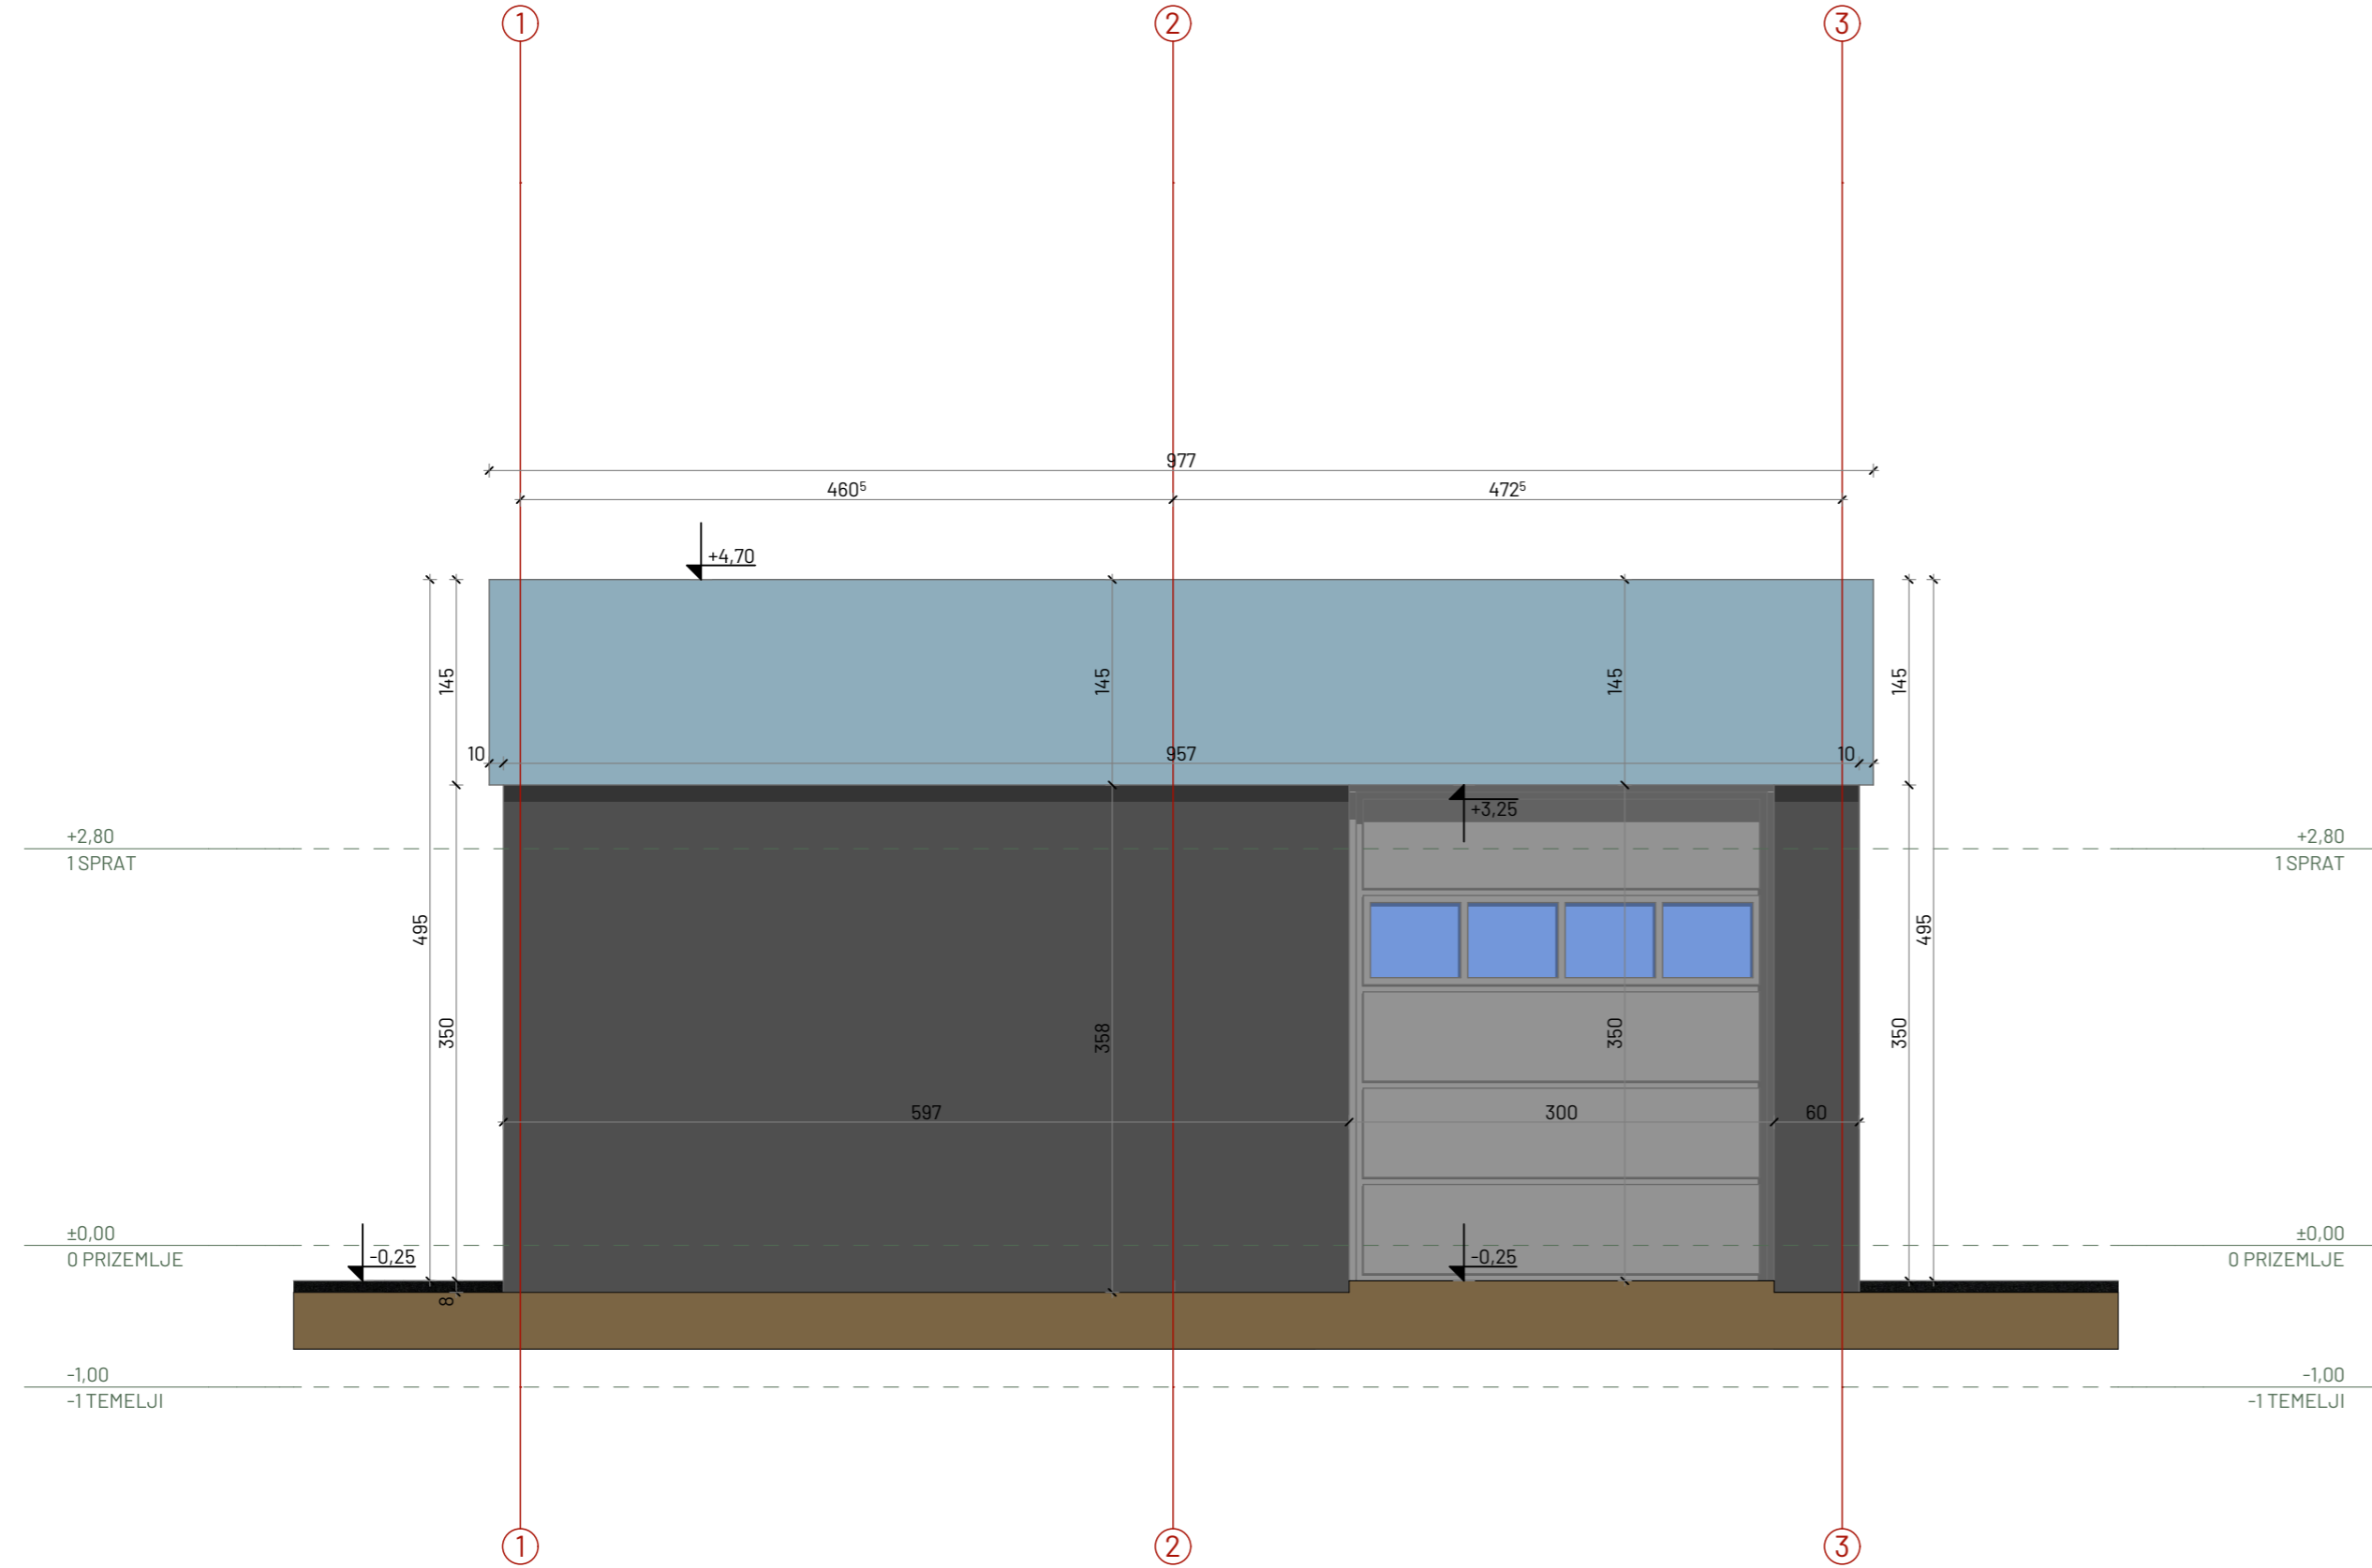 1 2 3
977
460⁵ 472⁵
+4,70
145 145 145 145
10 957 10
+3,25
+2,80 +2,80
1 SPRAT 1 SPRAT
495 495
350 358 350 350
597 300 60
±0,00 ±0,00
0 PRIZEMLJE 0 PRIZEMLJE
-0,25 -0,25
8
-1,00 -1,00
-1 TEMELJI -1 TEMELJI
1 2 3